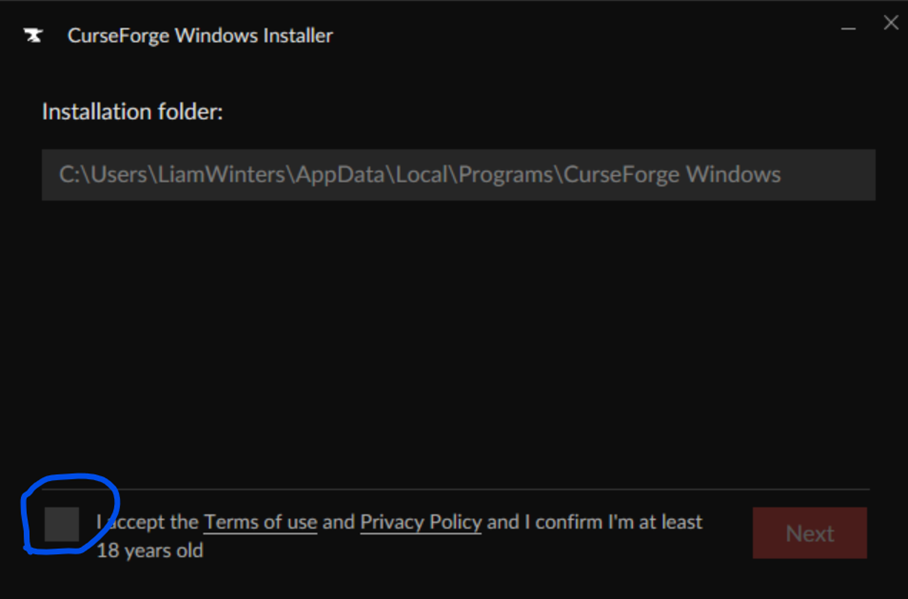 CurseForge Windows Installer
Installation folder:
C:\Users\LiamWinters\AppData\Local\Programs\CurseForge Windows
I accept the Terms of use and Privacy Policy and I confirm I'm at least
18 years old
Next